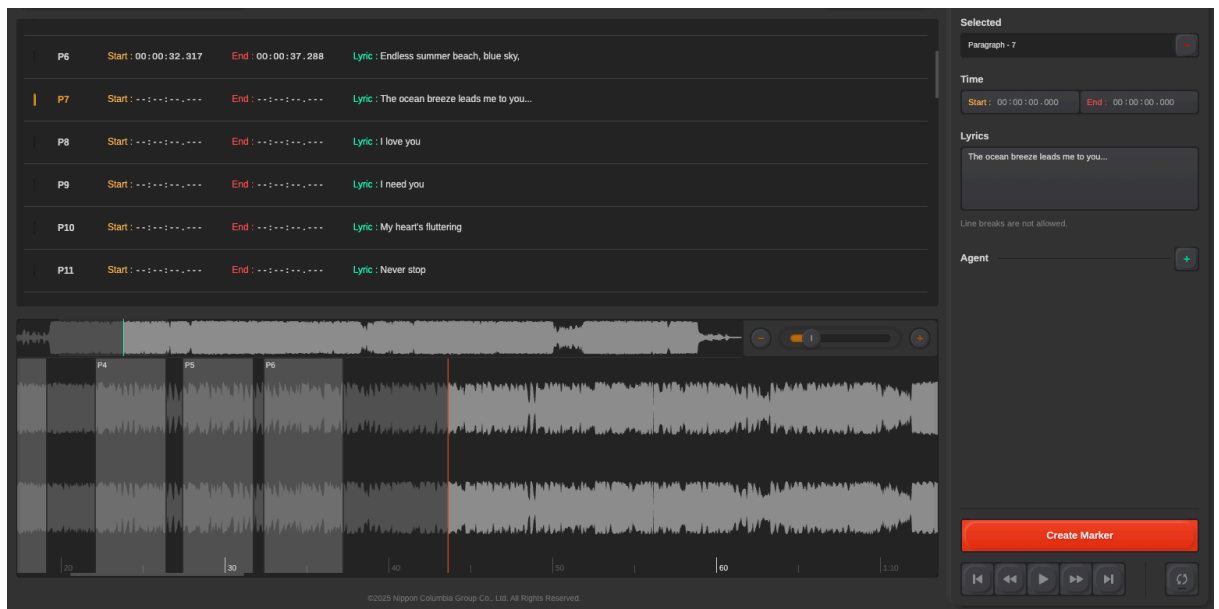 P6 Start : 00:00:32.317 End : 00:00:37.288 Lyric : Endless summer beach, blue sky,
P7 Start : --:--:--.--- End : --:--:--.--- Lyric : The ocean breeze leads me to you...
P8 Start : --:--:--.--- End : --:--:--.--- Lyric : I love you
P9 Start : --:--:--.--- End : --:--:--.--- Lyric : I need you
P10 Start : --:--:--.--- End : --:--:--.--- Lyric : My heart's fluttering
P11 Start : --:--:--.--- End : --:--:--.--- Lyric : Never stop
P4 P5 P6
20 30 40 50 60 1:10
©2025 Nippon Columbia Group Co., Ltd. All Rights Reserved.
Selected
Paragraph - 7
Time
Start : 00:00:00.000 End : 00:00:00.000
Lyrics
The ocean breeze leads me to you...
Line breaks are not allowed.
Agent
Create Marker